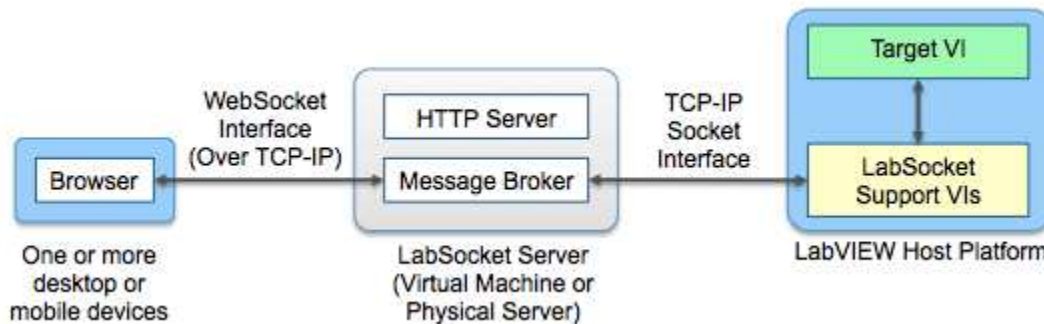 Browser
One or more
desktop or
mobile devices
WebSocket
Interface
(Over TCP-IP)
HTTP Server
Message Broker
LabSocket Server
(Virtual Machine or
Physical Server)
TCP-IP
Socket
Interface
Target VI
LabSocket
Support VIs
LabVIEW Host Platform